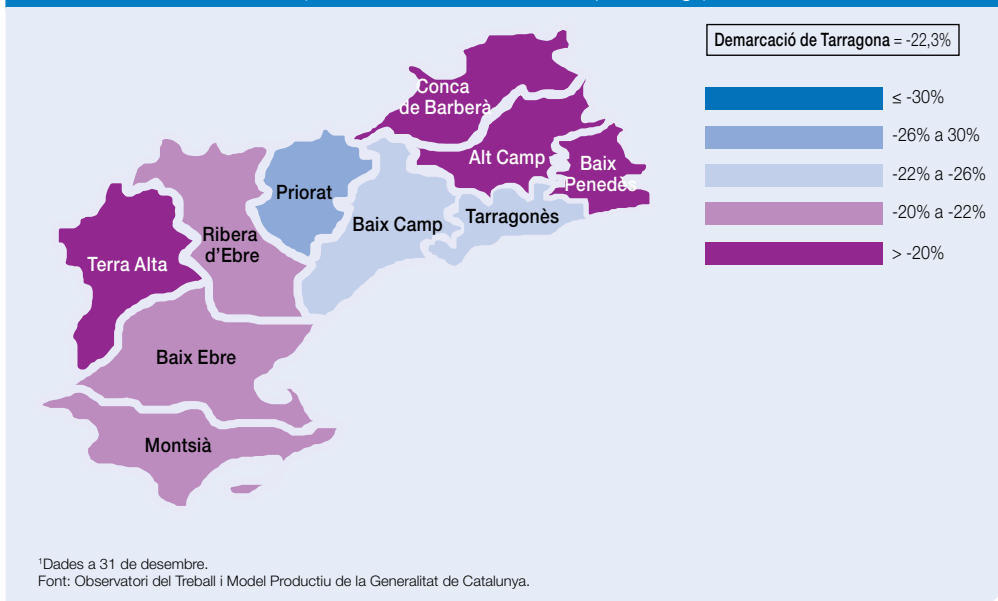 Demarcació de Tarragona = -22,3%
≤ -30%
-26% a 30%
-22% a -26%
-20% a -22%
> -20%
Conca
de Barberà
Alt Camp
Baix
Penedès
Priorat
Baix Camp
Tarragonès
Ribera
d'Ebre
Terra Alta
Baix Ebre
Montsià
¹Dades a 31 de desembre.
Font: Observatori del Treball i Model Productiu de la Generalitat de Catalunya.